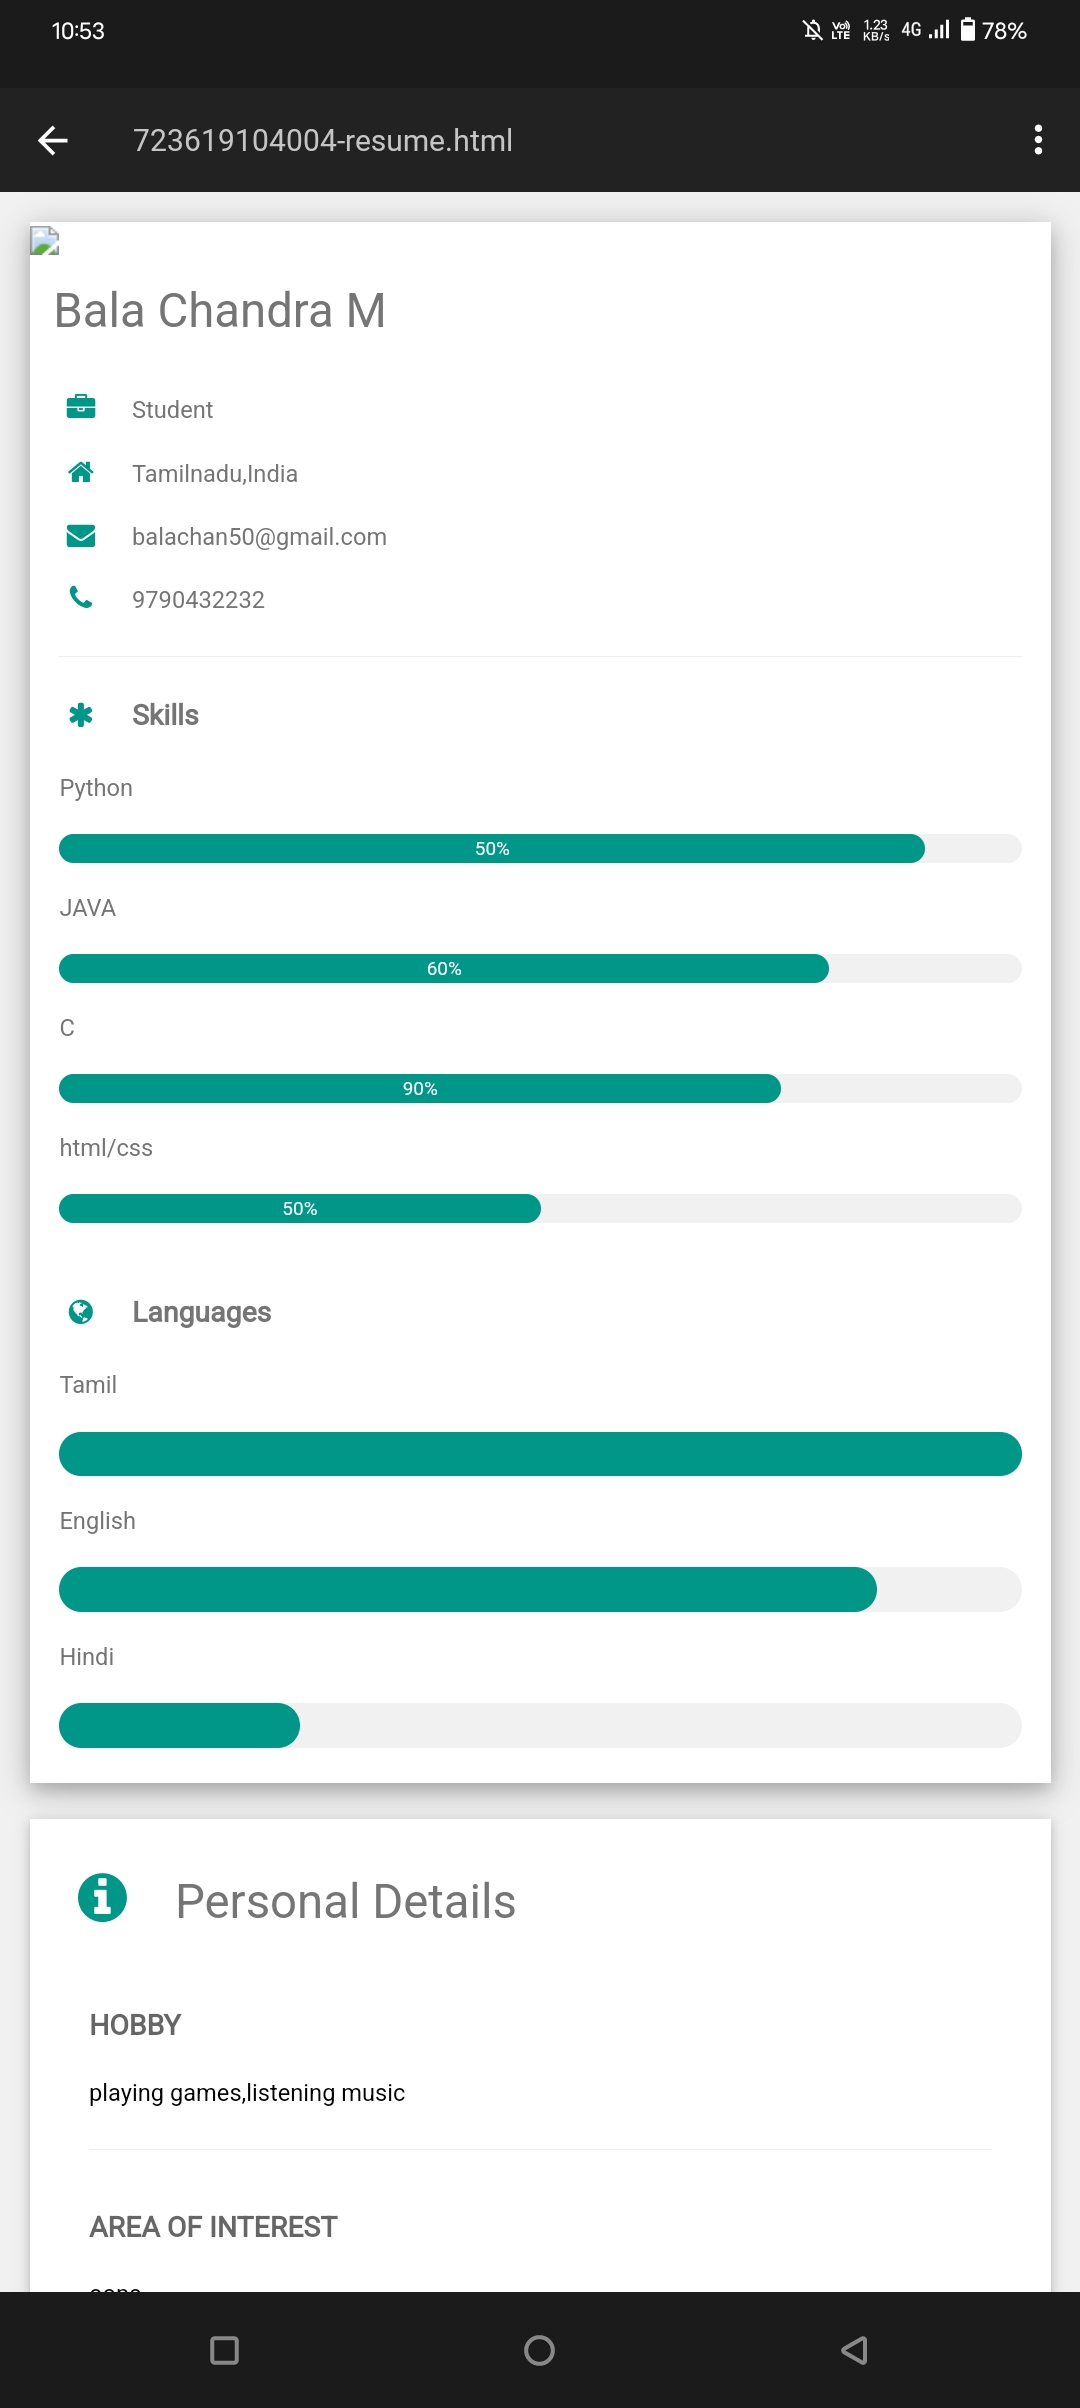 10:53
Vo) LTE 1.23 KB/s 4G 78%
723619104004-resume.html
Bala Chandra M
Student
Tamilnadu,India
balachan50@gmail.com
9790432232
Skills
Python
50%
JAVA
60%
C
90%
html/css
50%
Languages
Tamil
English
Hindi
Personal Details
HOBBY
playing games,listening music
AREA OF INTEREST